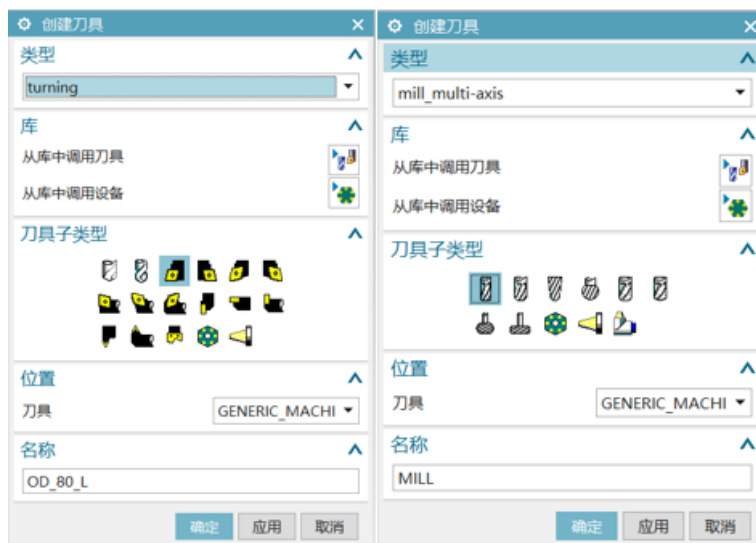 创建刀具
类型
turning
库
从库中调用刀具
从库中调用设备
刀具子类型
位置
刀具
GENERIC_MACHI
名称
OD_80_L
确定
应用
取消
创建刀具
类型
mill_multi-axis
库
从库中调用刀具
从库中调用设备
刀具子类型
位置
刀具
GENERIC_MACHI
名称
MILL
确定
应用
取消